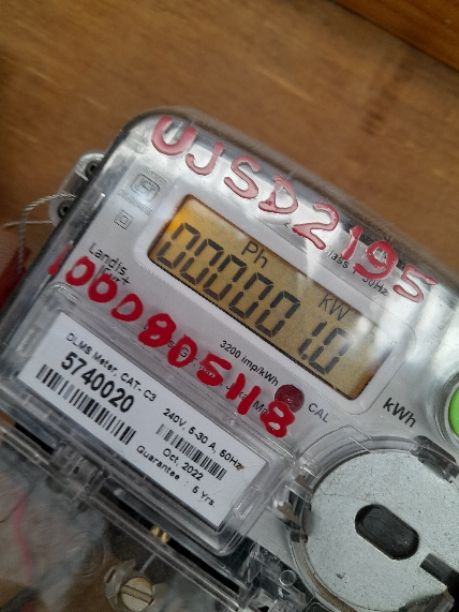 UJSD2195
Ph
kW
000001.0
Landis
Gyr+
3200 imp/kWh
CAL
kWh
DLMS Meter, CAT- C3
5740020
240V, 5-30 A, 50Hz
Oct, 2022
Guarantee : 5 Yrs.